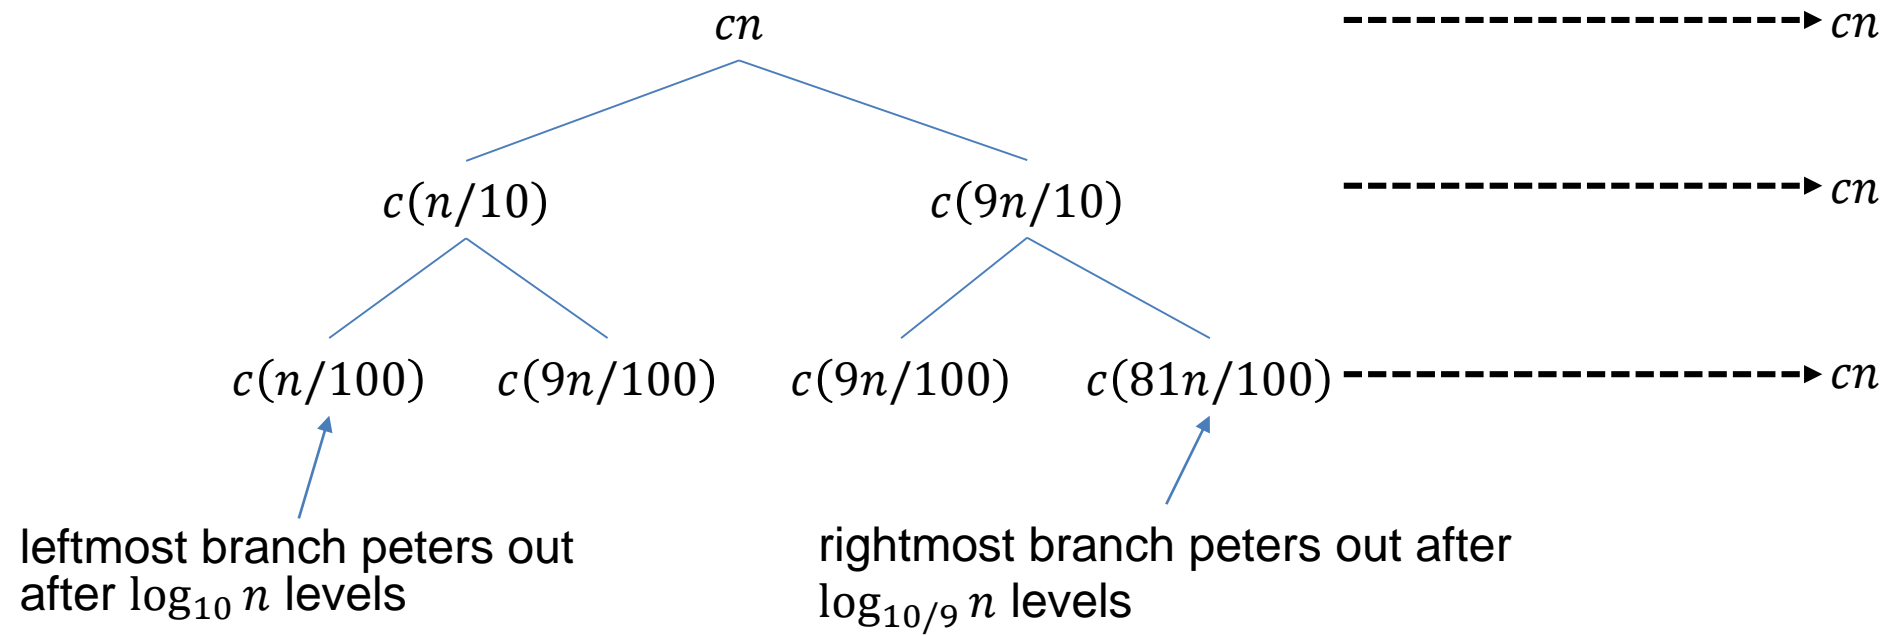 cn cn
c(n/10) c(9n/10) cn
c(n/100) c(9n/100) c(9n/100) c(81n/100) cn
leftmost branch peters out
after log₁₀ n levels
rightmost branch peters out after
log₁₀/₉ n levels